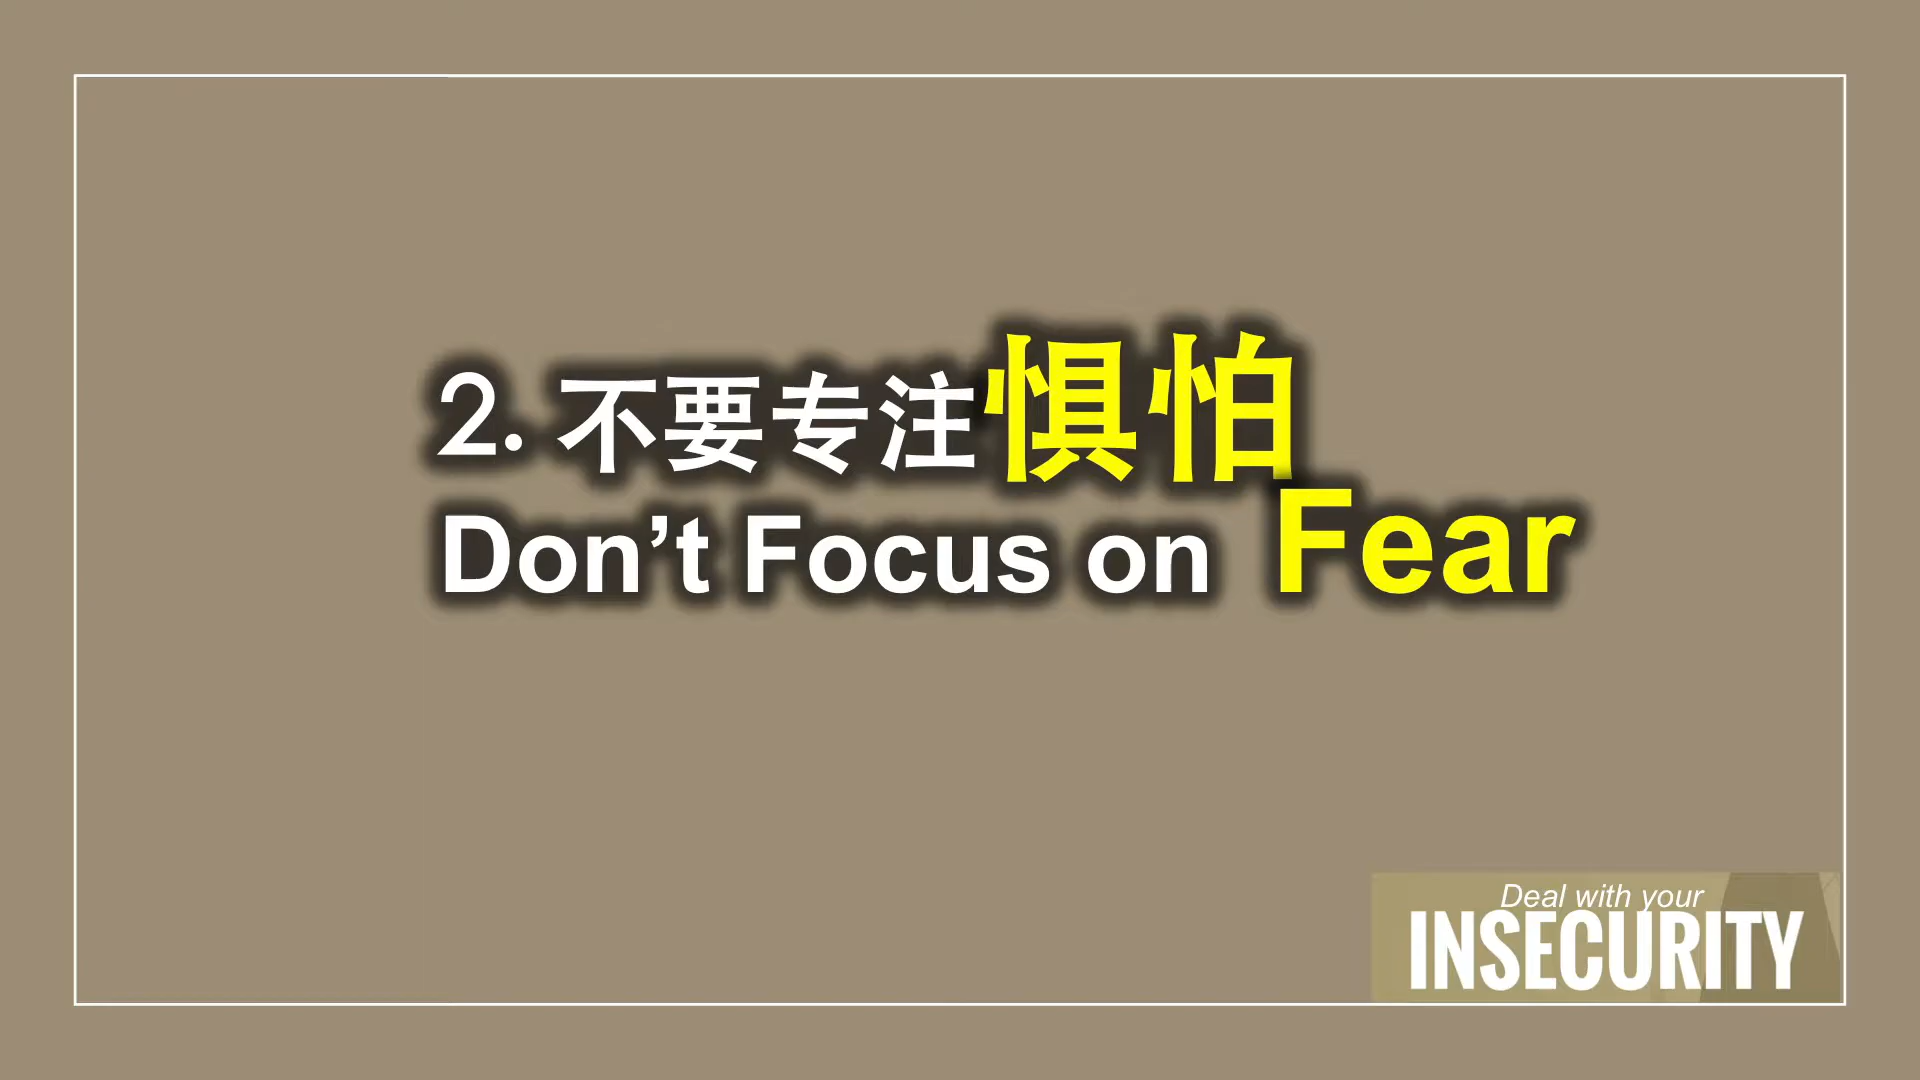 2. 不要专注惧怕
Don’t Focus on Fear
Deal with your
INSECURITY